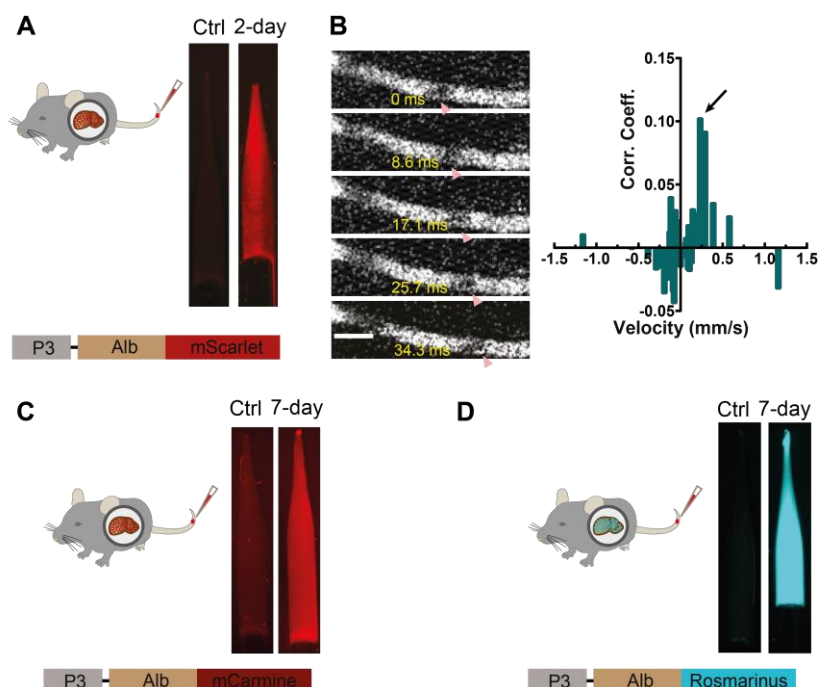 A
Ctrl 2-day
P3 Alb mScarlet
B
0 ms
8.6 ms
17.1 ms
25.7 ms
34.3 ms
Corr. Coeff.
0.15
0.10
0.05
-0.05
-1.5 -1.0 -0.5 0.5 1.0 1.5
Velocity (mm/s)
C
Ctrl 7-day
P3 Alb mCarmine
D
Ctrl 7-day
P3 Alb Rosmarinus